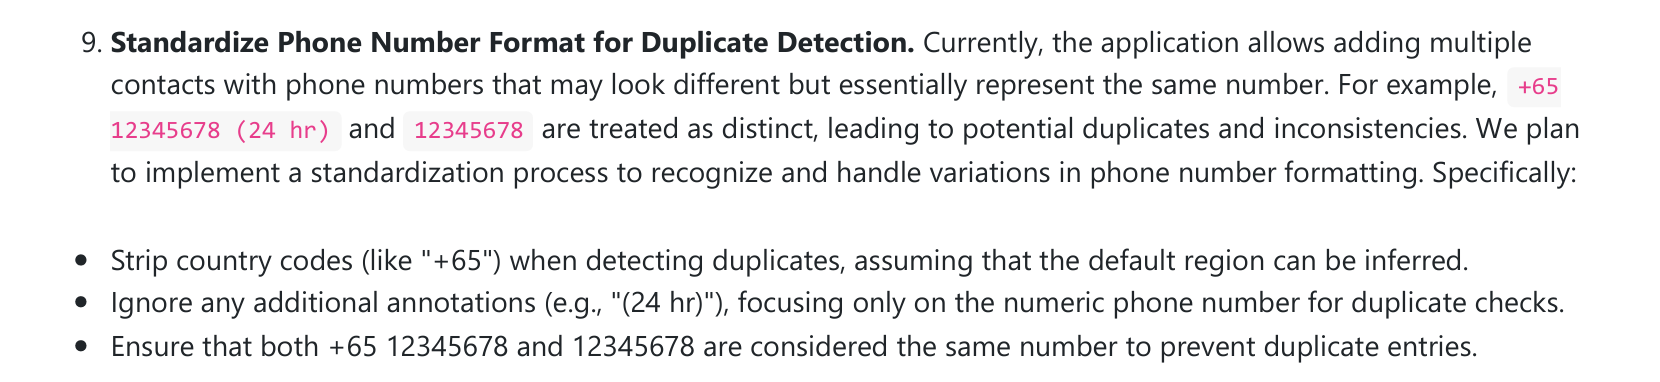 9. Standardize Phone Number Format for Duplicate Detection. Currently, the application allows adding multiple
contacts with phone numbers that may look different but essentially represent the same number. For example, +65
12345678 (24 hr) and 12345678 are treated as distinct, leading to potential duplicates and inconsistencies. We plan
to implement a standardization process to recognize and handle variations in phone number formatting. Specifically:
• Strip country codes (like "+65") when detecting duplicates, assuming that the default region can be inferred.
• Ignore any additional annotations (e.g., "(24 hr)"), focusing only on the numeric phone number for duplicate checks.
• Ensure that both +65 12345678 and 12345678 are considered the same number to prevent duplicate entries.